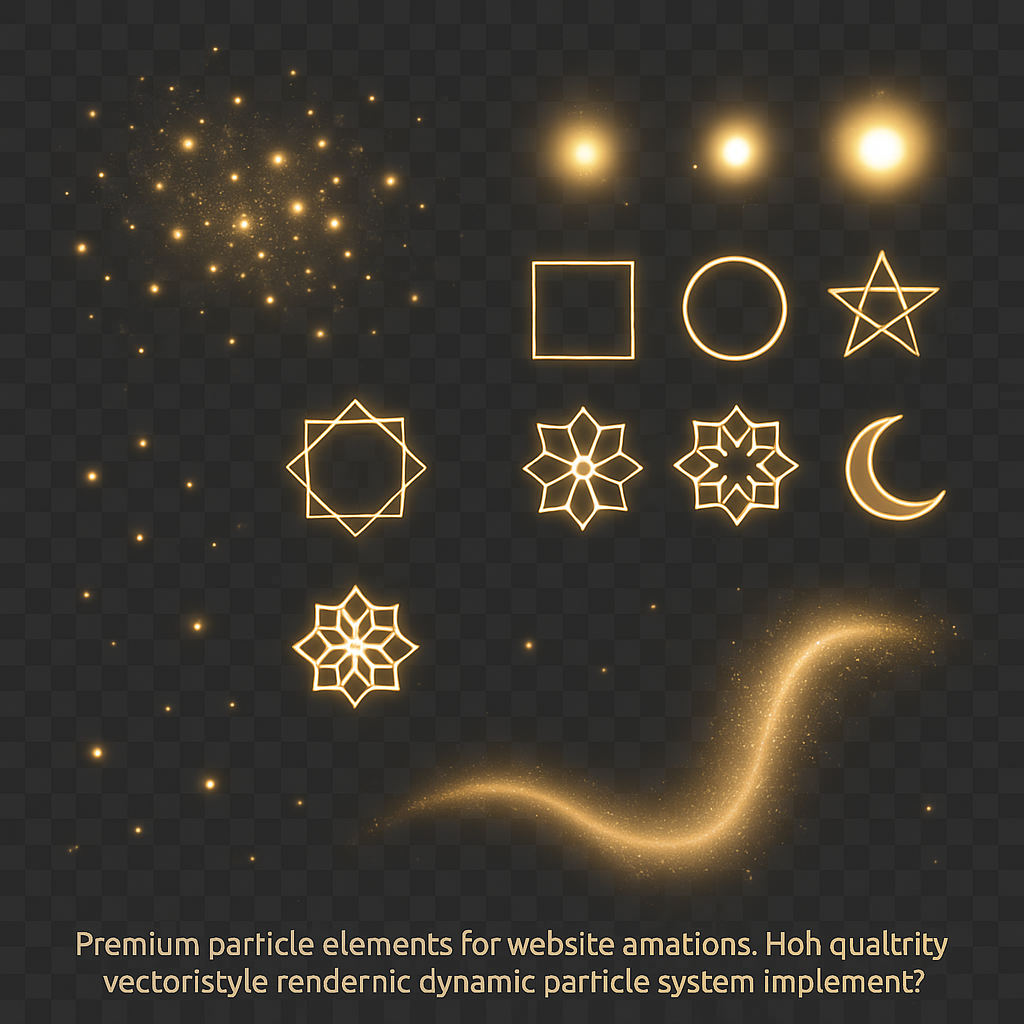 Premium particle elements for website amations. Hoh qualtrity
vectoristyle rendernic dynamic particle system implement?